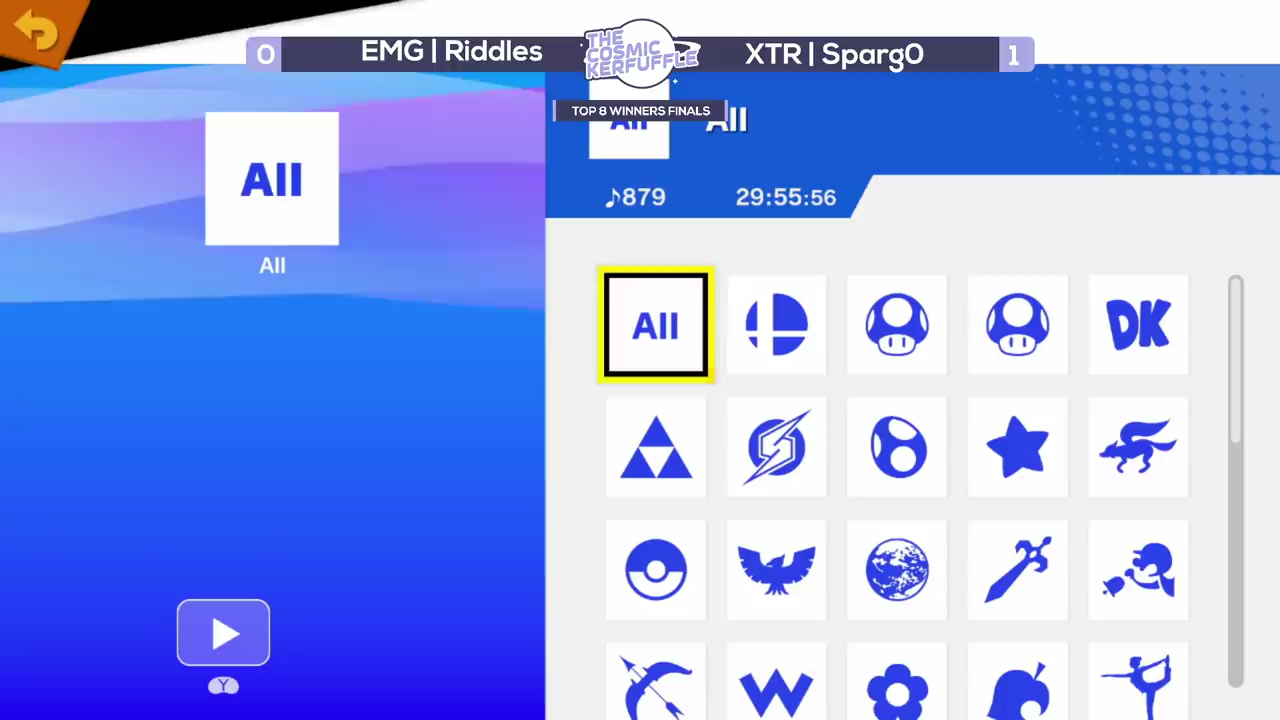 0
EMG | Riddles
THE
COSMIC
KERFUFFLE
XTR | Sparg0
1
TOP 8 WINNERS FINALS
All
All
All
♪879
29:55:56
All
All
DK
Y